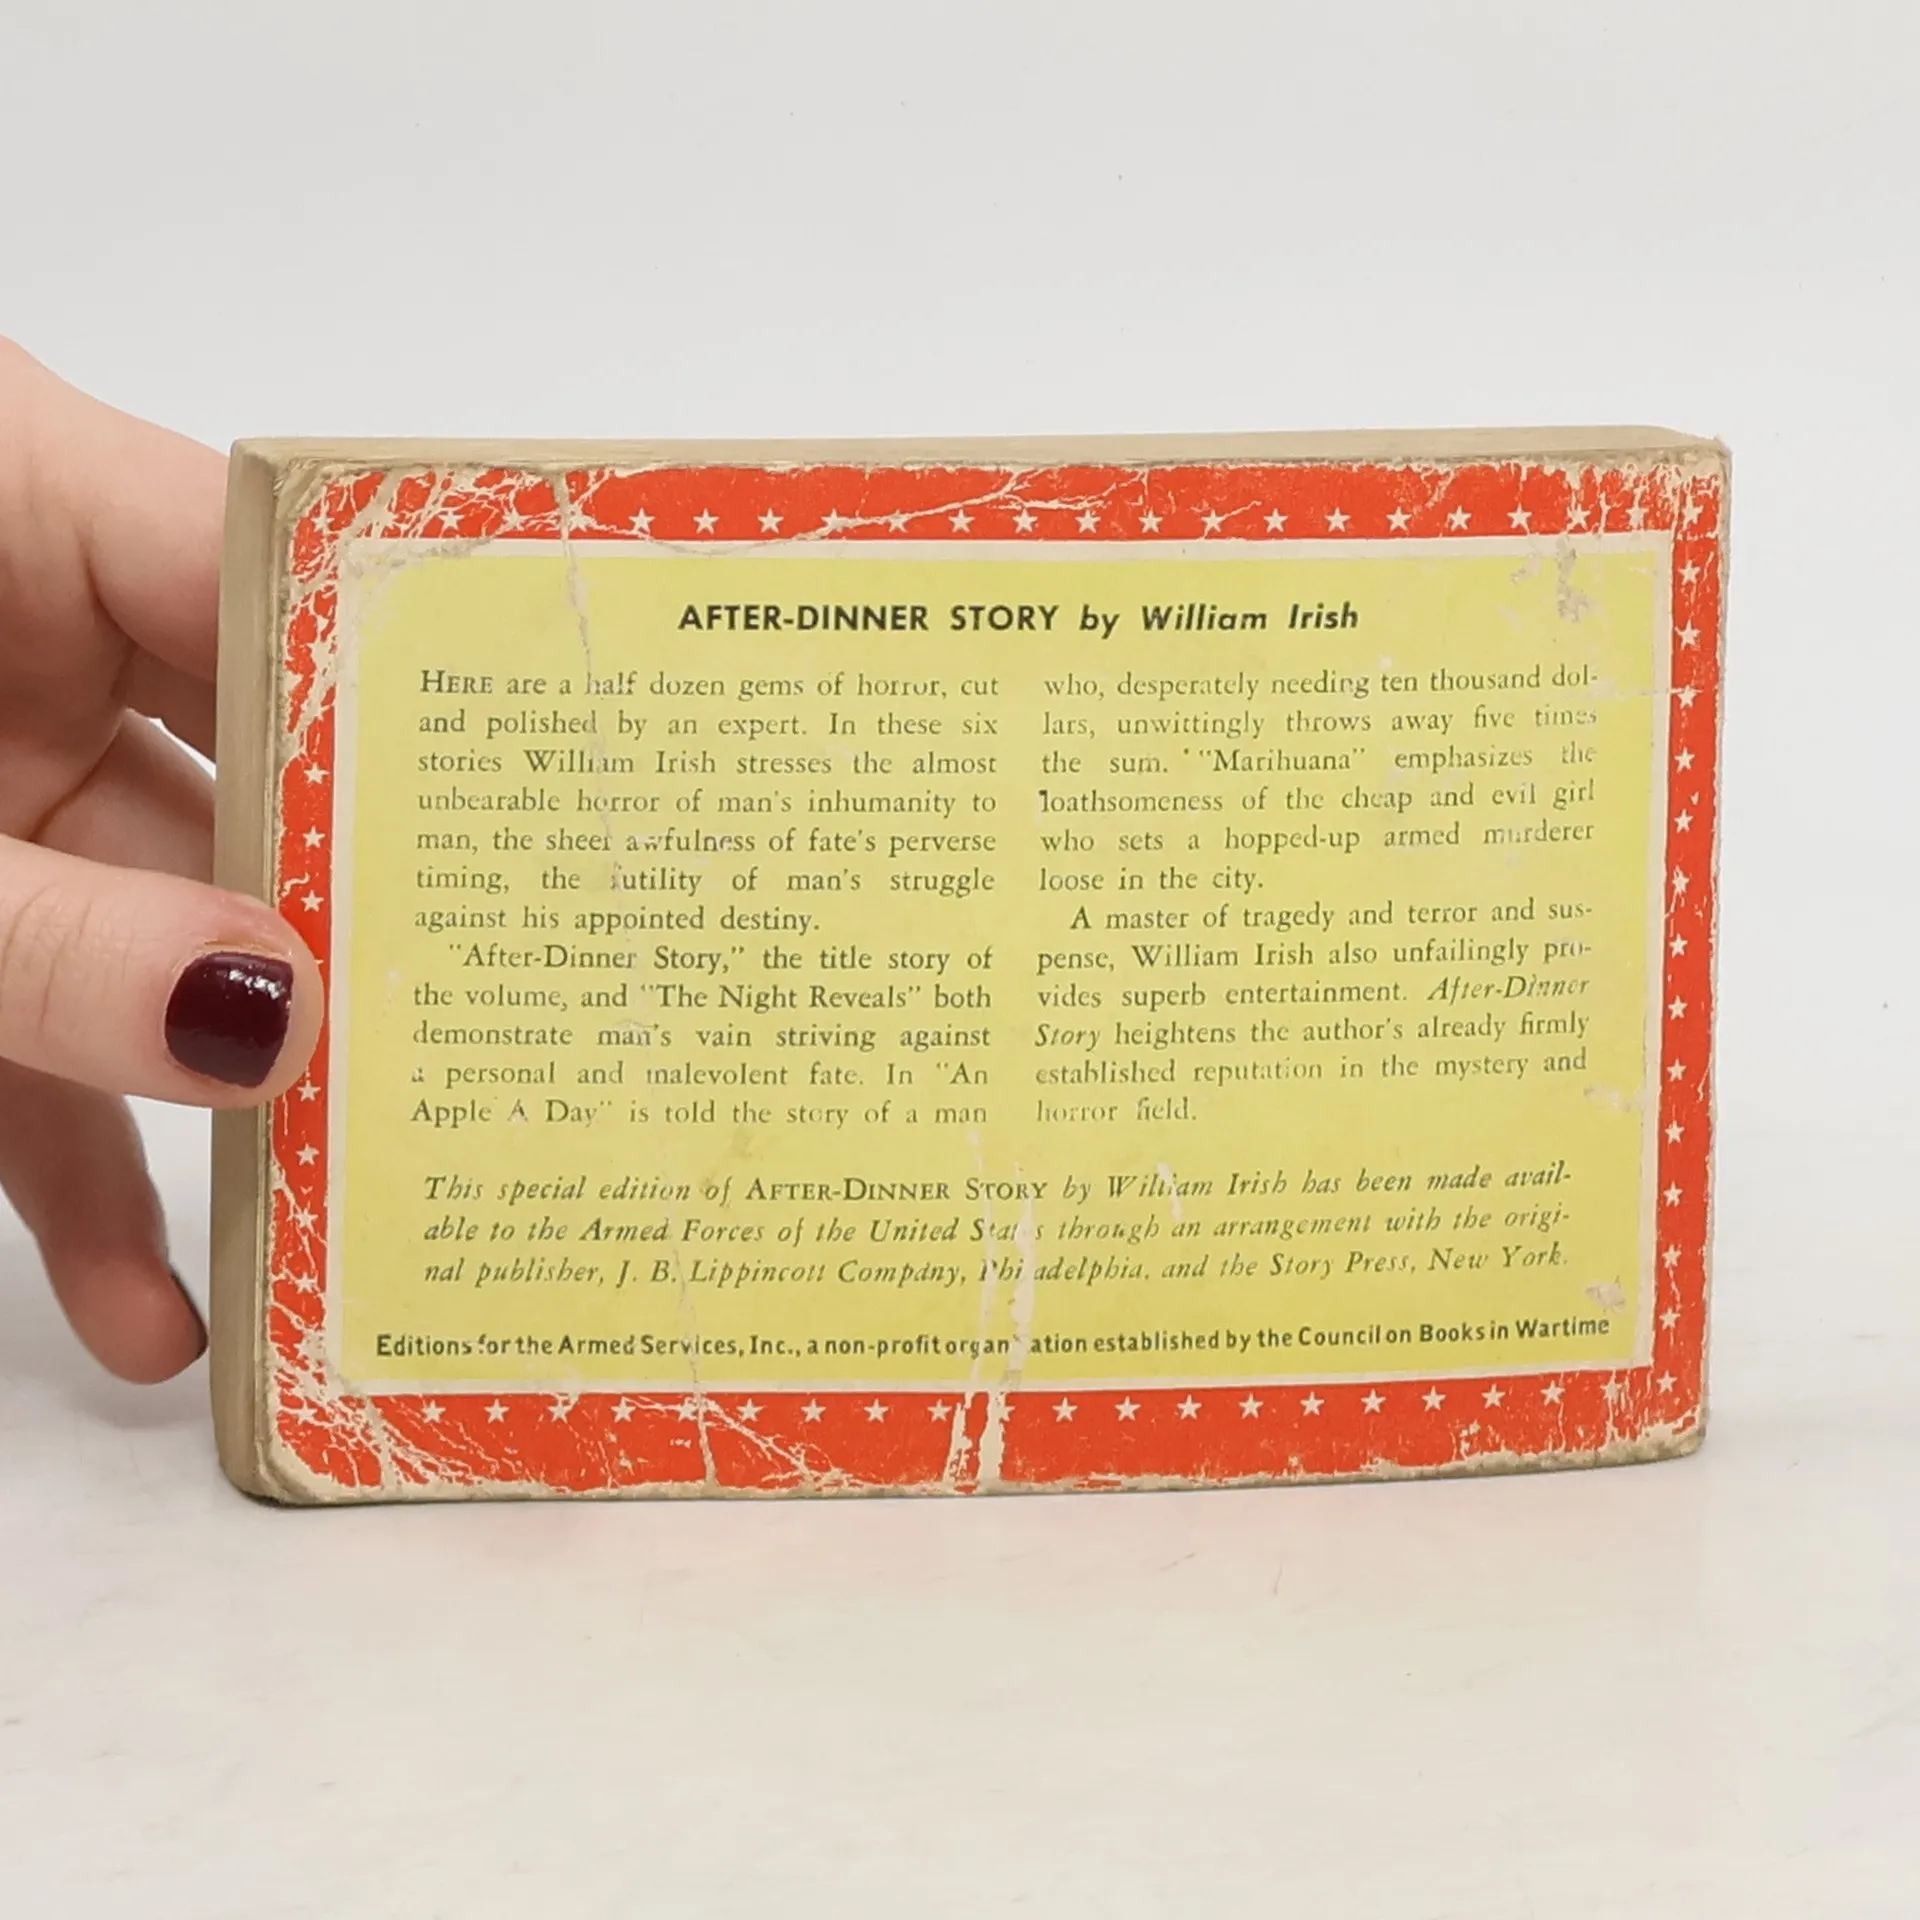 AFTER-DINNER STORY by William Irish
HERE are a half dozen gems of horror, cut
and polished by an expert. In these six
stories William Irish stresses the almost
unbearable horror of man's inhumanity to
man, the sheer awfulness of fate's perverse
timing, the futility of man's struggle
against his appointed destiny.
"After-Dinner Story," the title story of
the volume, and "The Night Reveals" both
demonstrate man's vain striving against
a personal and malevolent fate. In "An
Apple A Day" is told the story of a man
who, desperately needing ten thousand dol-
lars, unwittingly throws away five times
the sum. "Marihuana" emphasizes the
loathsomeness of the cheap and evil girl
who sets a hopped-up armed murderer
loose in the city.
A master of tragedy and terror and sus-
pense, William Irish also unfailingly pro-
vides superb entertainment. After-Dinner
Story heightens the author's already firmly
established reputation in the mystery and
horror field.
This special edition of AFTER-DINNER STORY by William Irish has been made avail-
able to the Armed Forces of the United States through an arrangement with the origi-
nal publisher, J. B. Lippincott Company, Philadelphia, and the Story Press, New York.
Editions for the Armed Services, Inc., a non-profit organization established by the Council on Books in Wartime